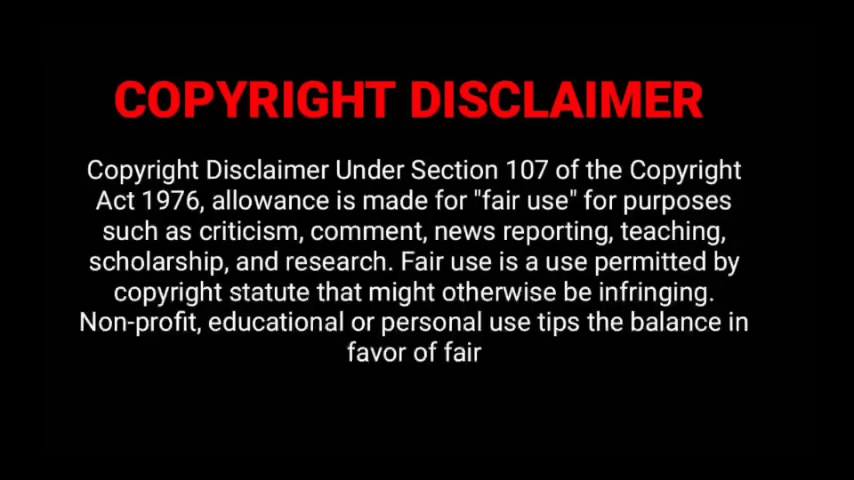 COPYRIGHT DISCLAIMER
Copyright Disclaimer Under Section 107 of the Copyright
Act 1976, allowance is made for "fair use" for purposes
such as criticism, comment, news reporting, teaching,
scholarship, and research. Fair use is a use permitted by
copyright statute that might otherwise be infringing.
Non-profit, educational or personal use tips the balance in
favor of fair